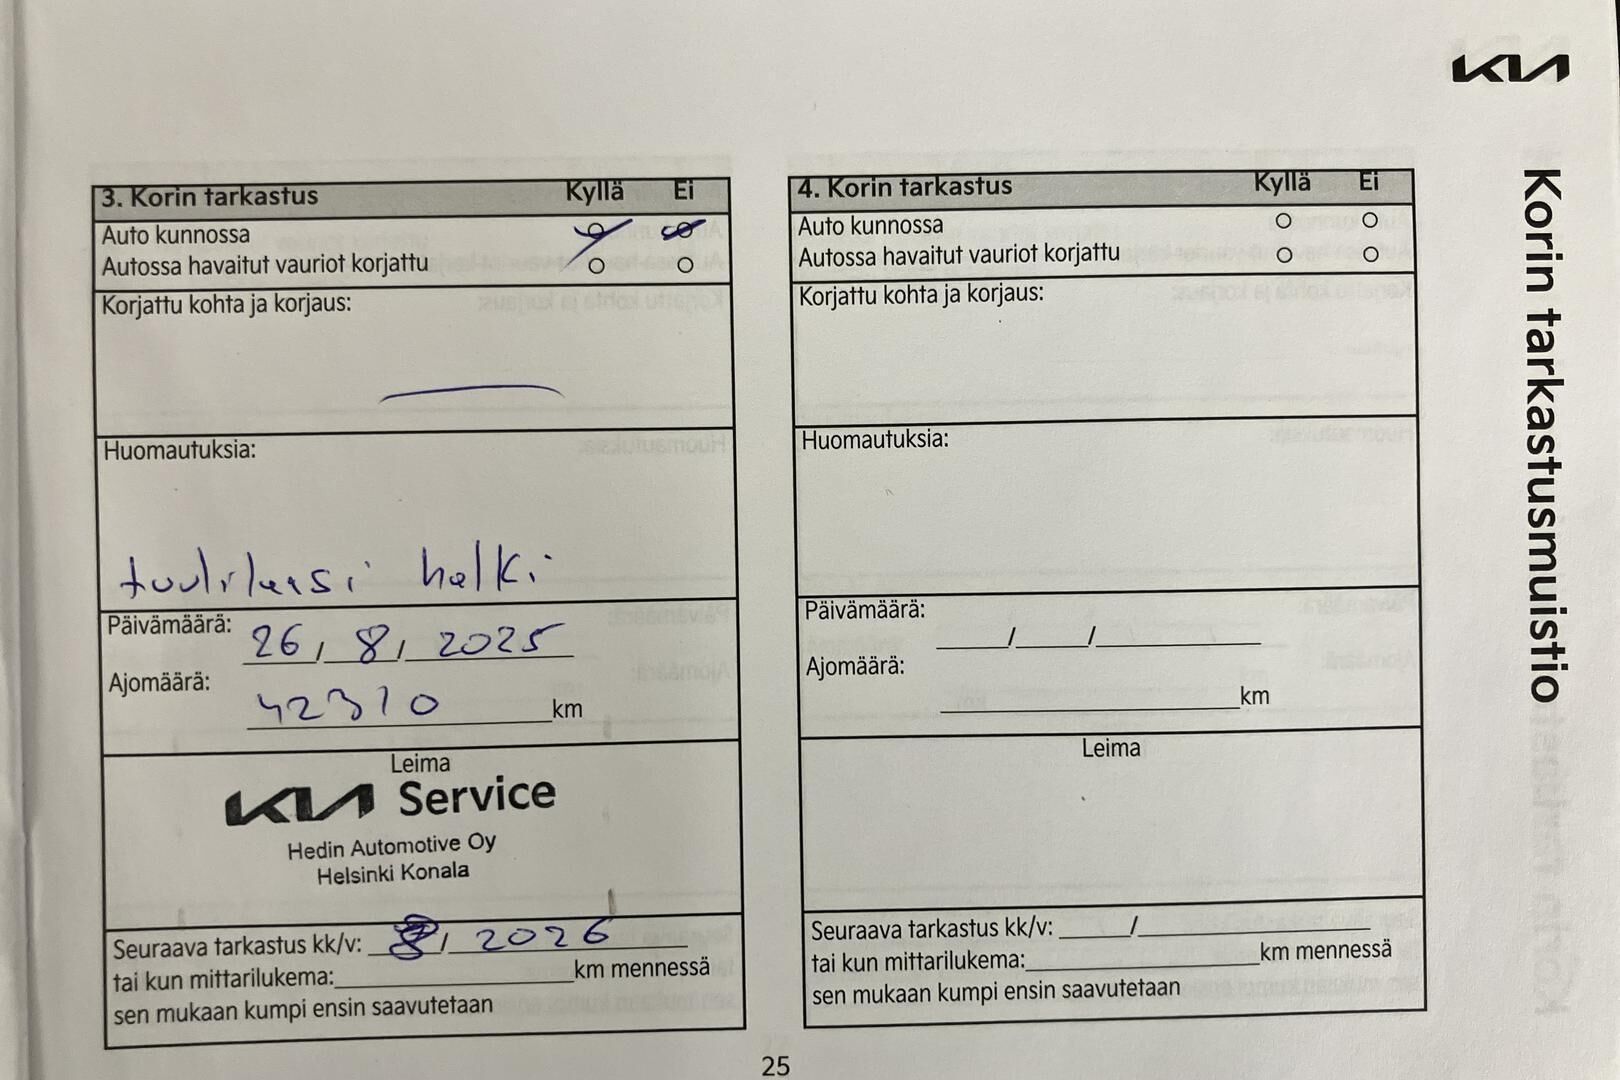 KIA
Korin tarkastusmuistio
3. Korin tarkastus Kyllä Ei
Auto kunnossa
Autossa havaitut vauriot korjattu
Korjattu kohta ja korjaus:
Huomautuksia:
tuulilasi halki
Päivämäärä: 26 / 8 / 2025
Ajomäärä: 42310 km
Leima
KIA Service
Hedin Automotive Oy
Helsinki Konala
Seuraava tarkastus kk/v: 8 / 2026
tai kun mittarilukema: km mennessä
sen mukaan kumpi ensin saavutetaan
4. Korin tarkastus Kyllä Ei
Auto kunnossa
Autossa havaitut vauriot korjattu
Korjattu kohta ja korjaus:
Huomautuksia:
Päivämäärä: / /
Ajomäärä: km
Leima
Seuraava tarkastus kk/v: /
tai kun mittarilukema: km mennessä
sen mukaan kumpi ensin saavutetaan
25